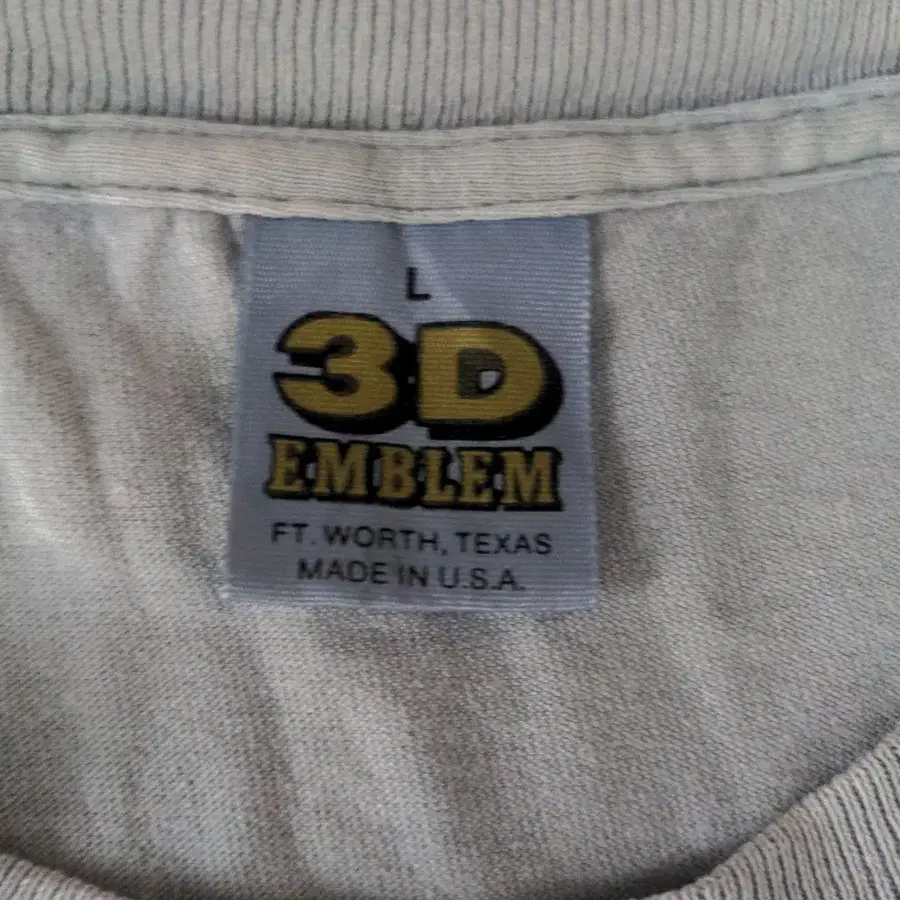 L
3D
EMBLEM
FT. WORTH, TEXAS
MADE IN U.S.A.